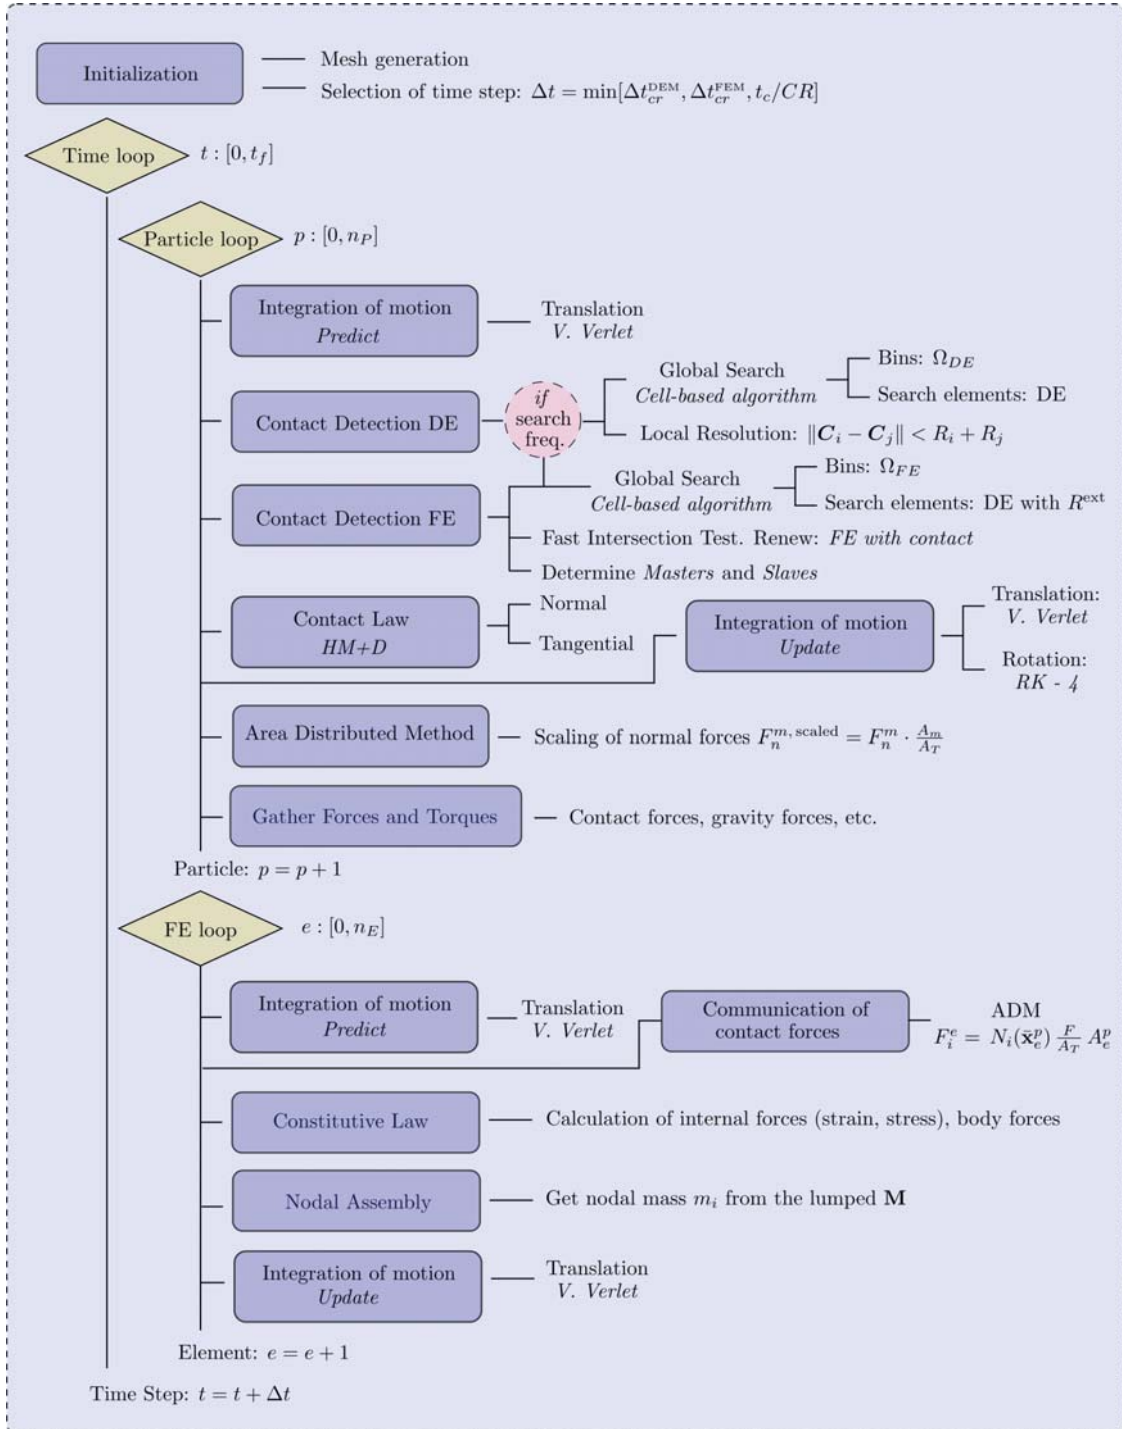 Initialization
Mesh generation
Selection of time step: Δt = min[Δt_cr^DEM, Δt_cr^FEM, t_c/CR]
Time loop
t : [0, t_f]
Particle loop
p : [0, n_P]
Integration of motion
Predict
Translation
V. Verlet
Contact Detection DE
if
search
freq.
Global Search
Cell-based algorithm
Bins: Ω_DE
Search elements: DE
Local Resolution: ‖C_i − C_j‖ < R_i + R_j
Contact Detection FE
Global Search
Cell-based algorithm
Bins: Ω_FE
Search elements: DE with R^ext
Fast Intersection Test. Renew: FE with contact
Determine Masters and Slaves
Contact Law
HM+D
Normal
Tangential
Integration of motion
Update
Translation:
V. Verlet
Rotation:
RK - 4
Area Distributed Method
Scaling of normal forces F_n^{m, scaled} = F_n^m · A_m/A_T
Gather Forces and Torques
Contact forces, gravity forces, etc.
Particle: p = p + 1
FE loop
e : [0, n_E]
Integration of motion
Predict
Translation
V. Verlet
Communication of
contact forces
ADM
F_i^e = N_i(x̄_e^p) F/A_T A_e^p
Constitutive Law
Calculation of internal forces (strain, stress), body forces
Nodal Assembly
Get nodal mass m_i from the lumped M
Integration of motion
Update
Translation
V. Verlet
Element: e = e + 1
Time Step: t = t + Δt